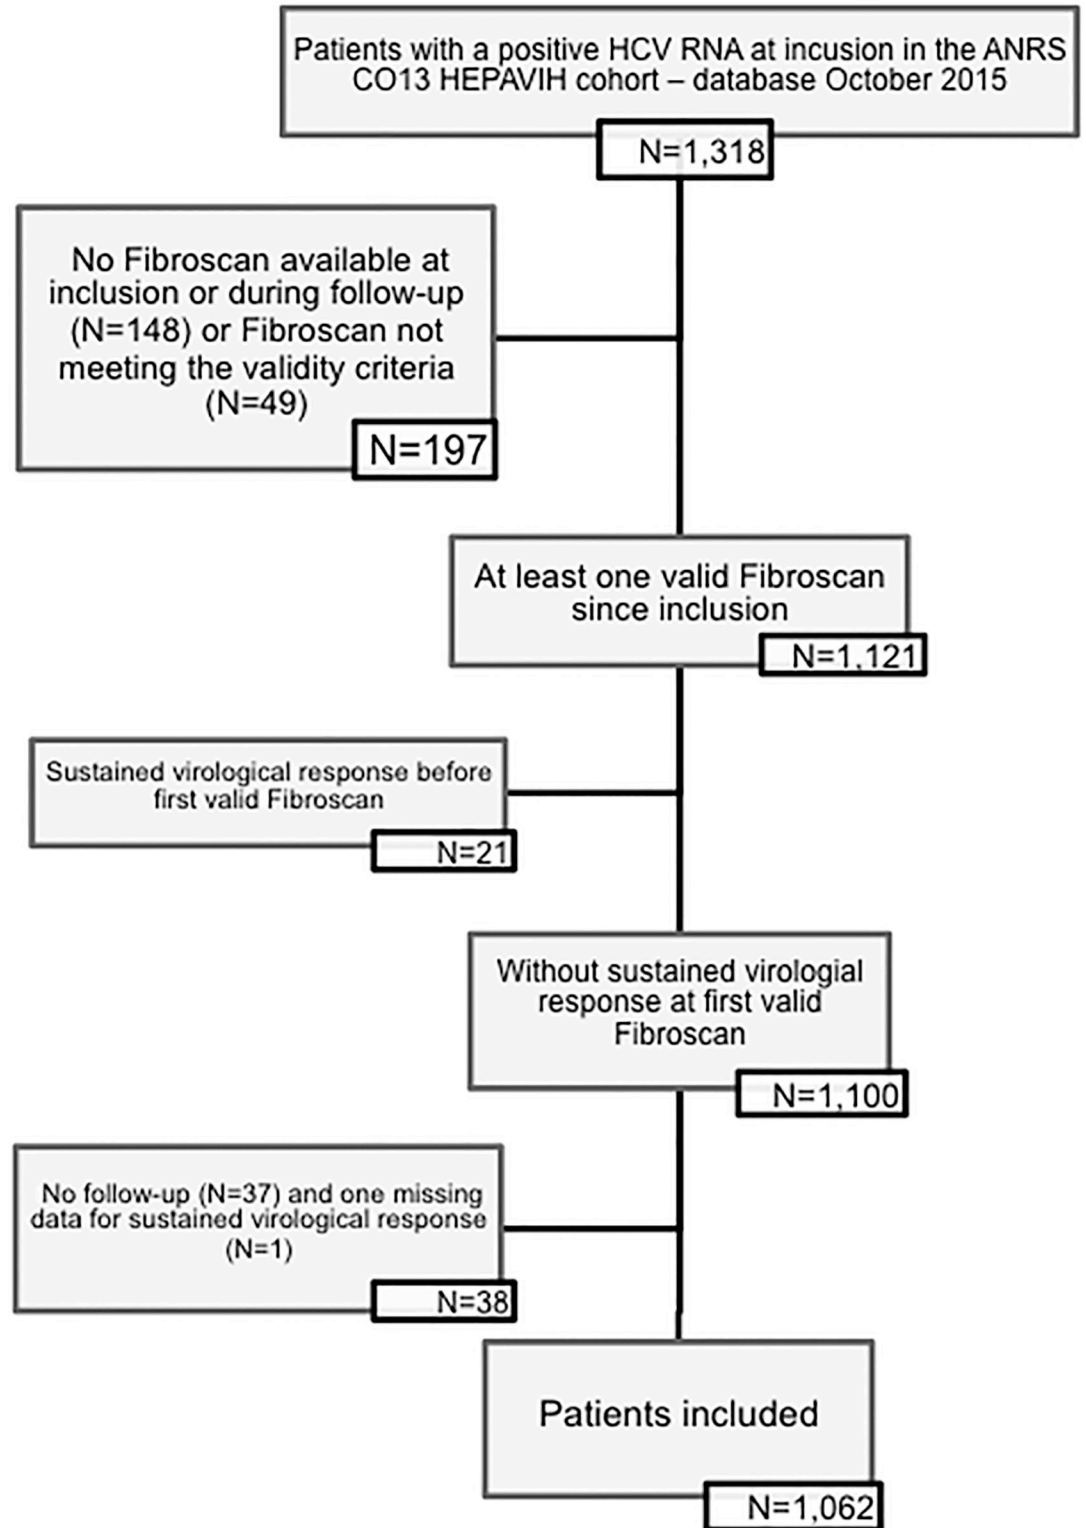 Patients with a positive HCV RNA at incusion in the ANRS
CO13 HEPAVIH cohort – database October 2015
N=1,318
No Fibroscan available at
inclusion or during follow-up
(N=148) or Fibroscan not
meeting the validity criteria
(N=49)
N=197
At least one valid Fibroscan
since inclusion
N=1,121
Sustained virological response before
first valid Fibroscan
N=21
Without sustained virologial
response at first valid
Fibroscan
N=1,100
No follow-up (N=37) and one missing
data for sustained virological response
(N=1)
N=38
Patients included
N=1,062